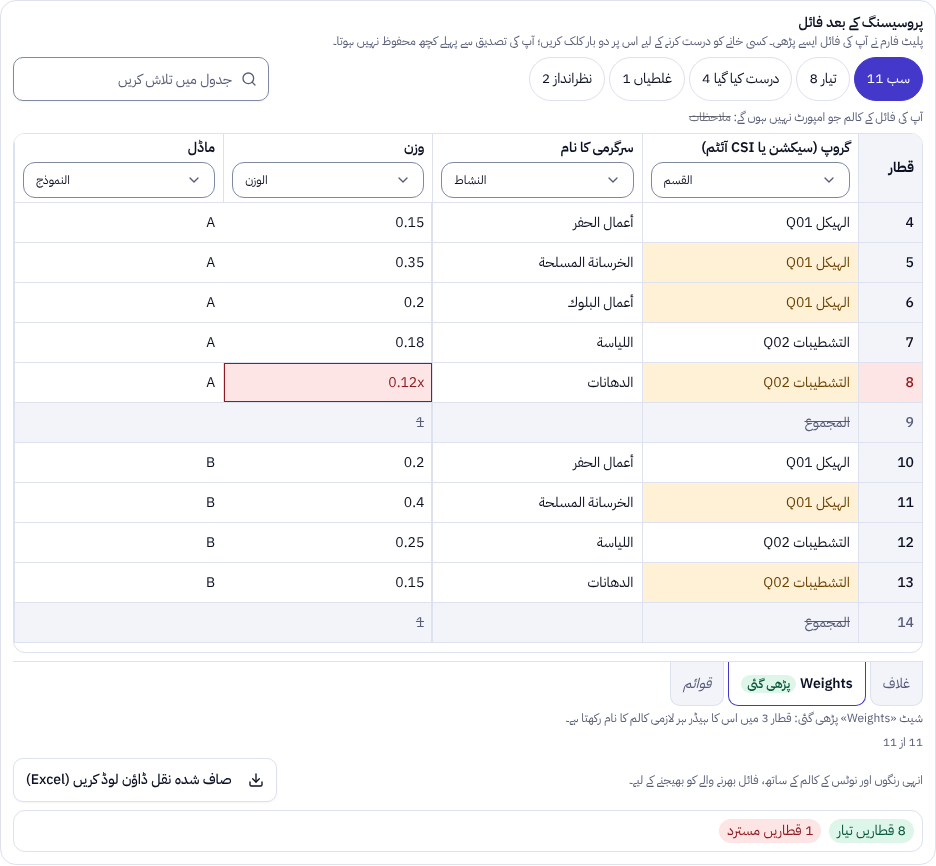 پروسیسنگ کے بعد فائل
پلیٹ فارم نے آپ کی فائل ایسے پڑھی۔ کسی خانے کو درست کرنے کے لیے اس پر دو بار کلک کریں؛ آپ کی تصدیق سے پہلے کچھ محفوظ نہیں ہوتا۔
سب 11 تیار 8 درست کیا گیا 4 غلطیاں 1 نظرانداز 2 جدول میں تلاش کریں
آپ کی فائل کے کالم جو امپورٹ نہیں ہوں گے: ملاحظات
قطار گروپ (سیکشن یا CSI آئٹم) سرگرمی کا نام وزن ماڈل
القسم النشاط الوزن النموذج
4 الهيكل Q01 أعمال الحفر 0.15 A
5 الهيكل Q01 الخرسانة المسلحة 0.35 A
6 الهيكل Q01 أعمال البلوك 0.2 A
7 التشطيبات Q02 اللياسة 0.18 A
8 التشطيبات Q02 الدهانات 0.12x A
9 المجموع 1
10 الهيكل Q01 أعمال الحفر 0.2 B
11 الهيكل Q01 الخرسانة المسلحة 0.4 B
12 التشطيبات Q02 اللياسة 0.25 B
13 التشطيبات Q02 الدهانات 0.15 B
14 المجموع 1
غلاف Weights پڑھی گئی قوائم
شیٹ «Weights» پڑھی گئی: قطار 3 میں اس کا ہیڈر ہر لازمی کالم کا نام رکھتا ہے۔
11 از 11
انہی رنگوں اور نوٹس کے کالم کے ساتھ، فائل بھرنے والے کو بھیجنے کے لیے۔ صاف شدہ نقل ڈاؤن لوڈ کریں (Excel)
8 قطاریں تیار 1 قطاریں مسترد